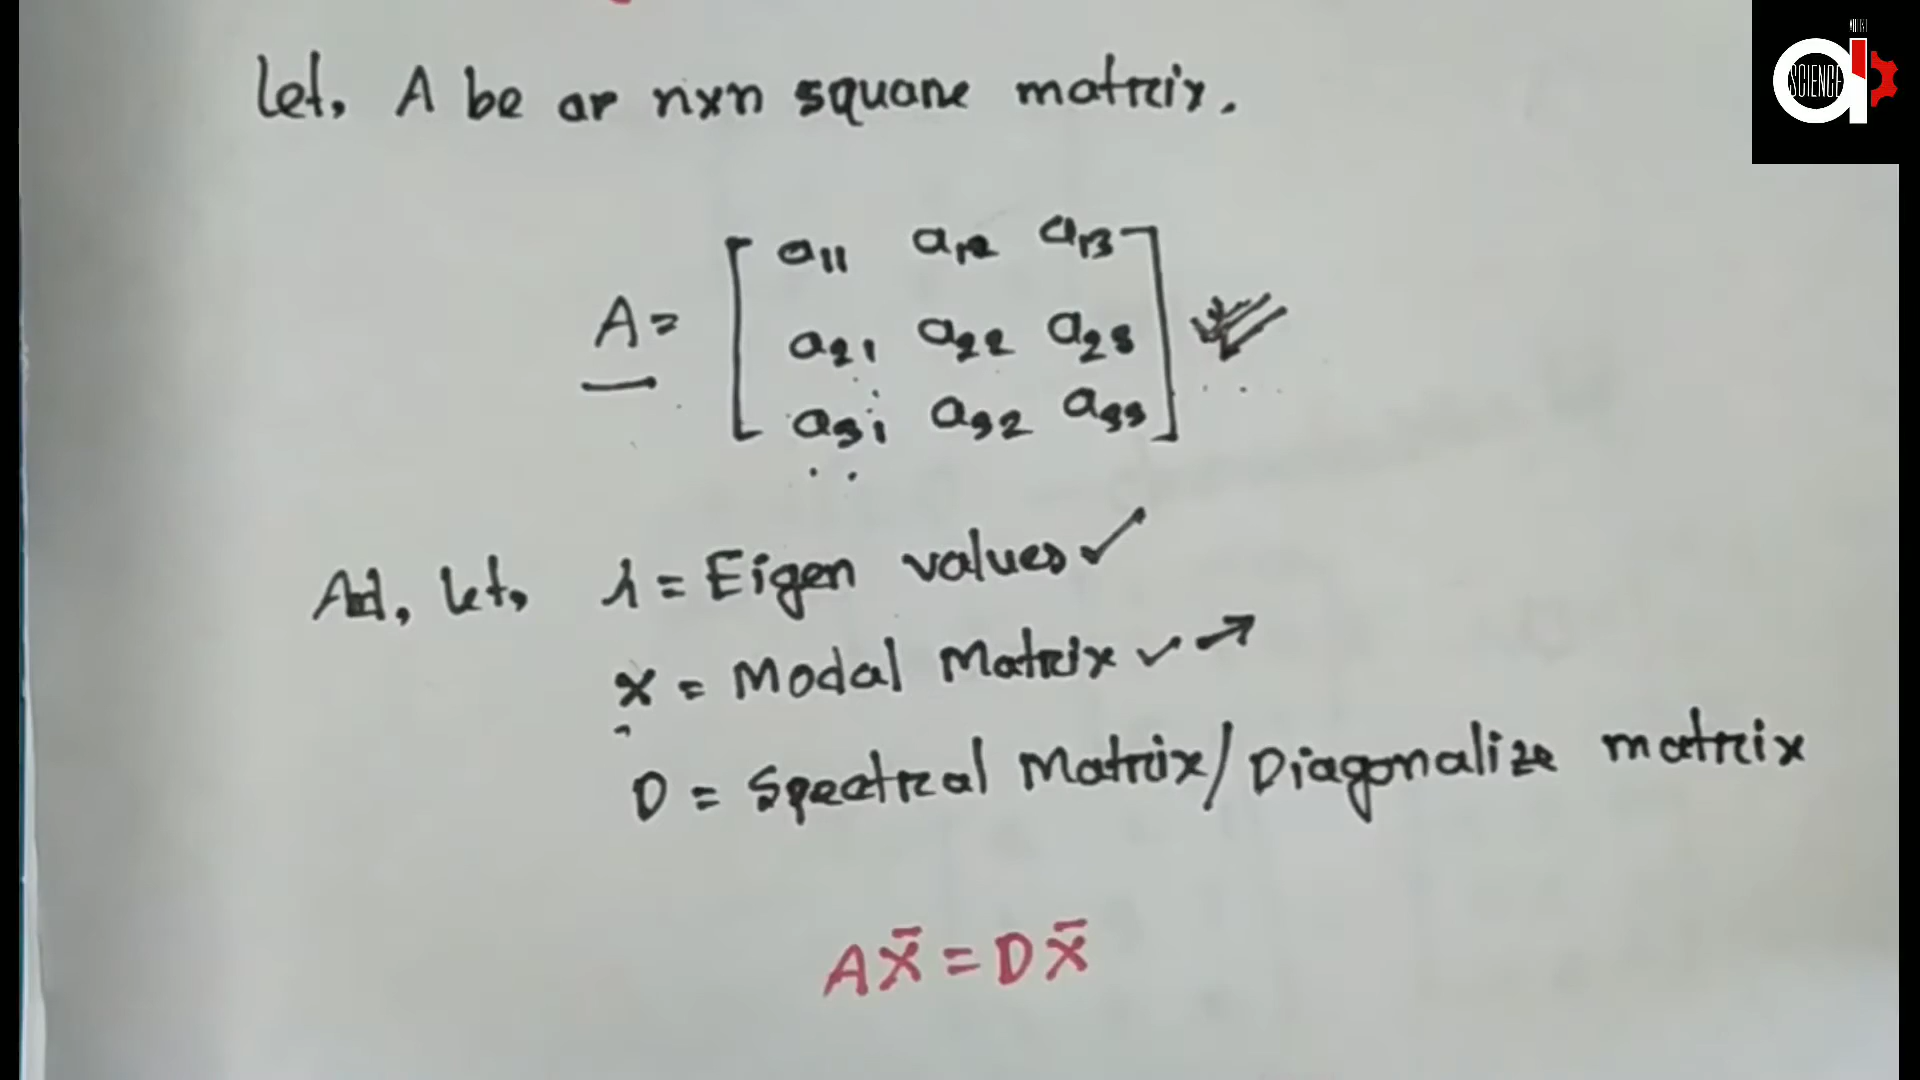 Let, A be an nxn square matrix.
A = [ a11 a12 a13
a21 a22 a23
a31 a32 a33 ]
And, let, λ = Eigen values ✓
x = Modal Matrix ✓ →
D = Spectral Matrix/Diagonalize matrix
AX̄ = DX̄
SCIENCE